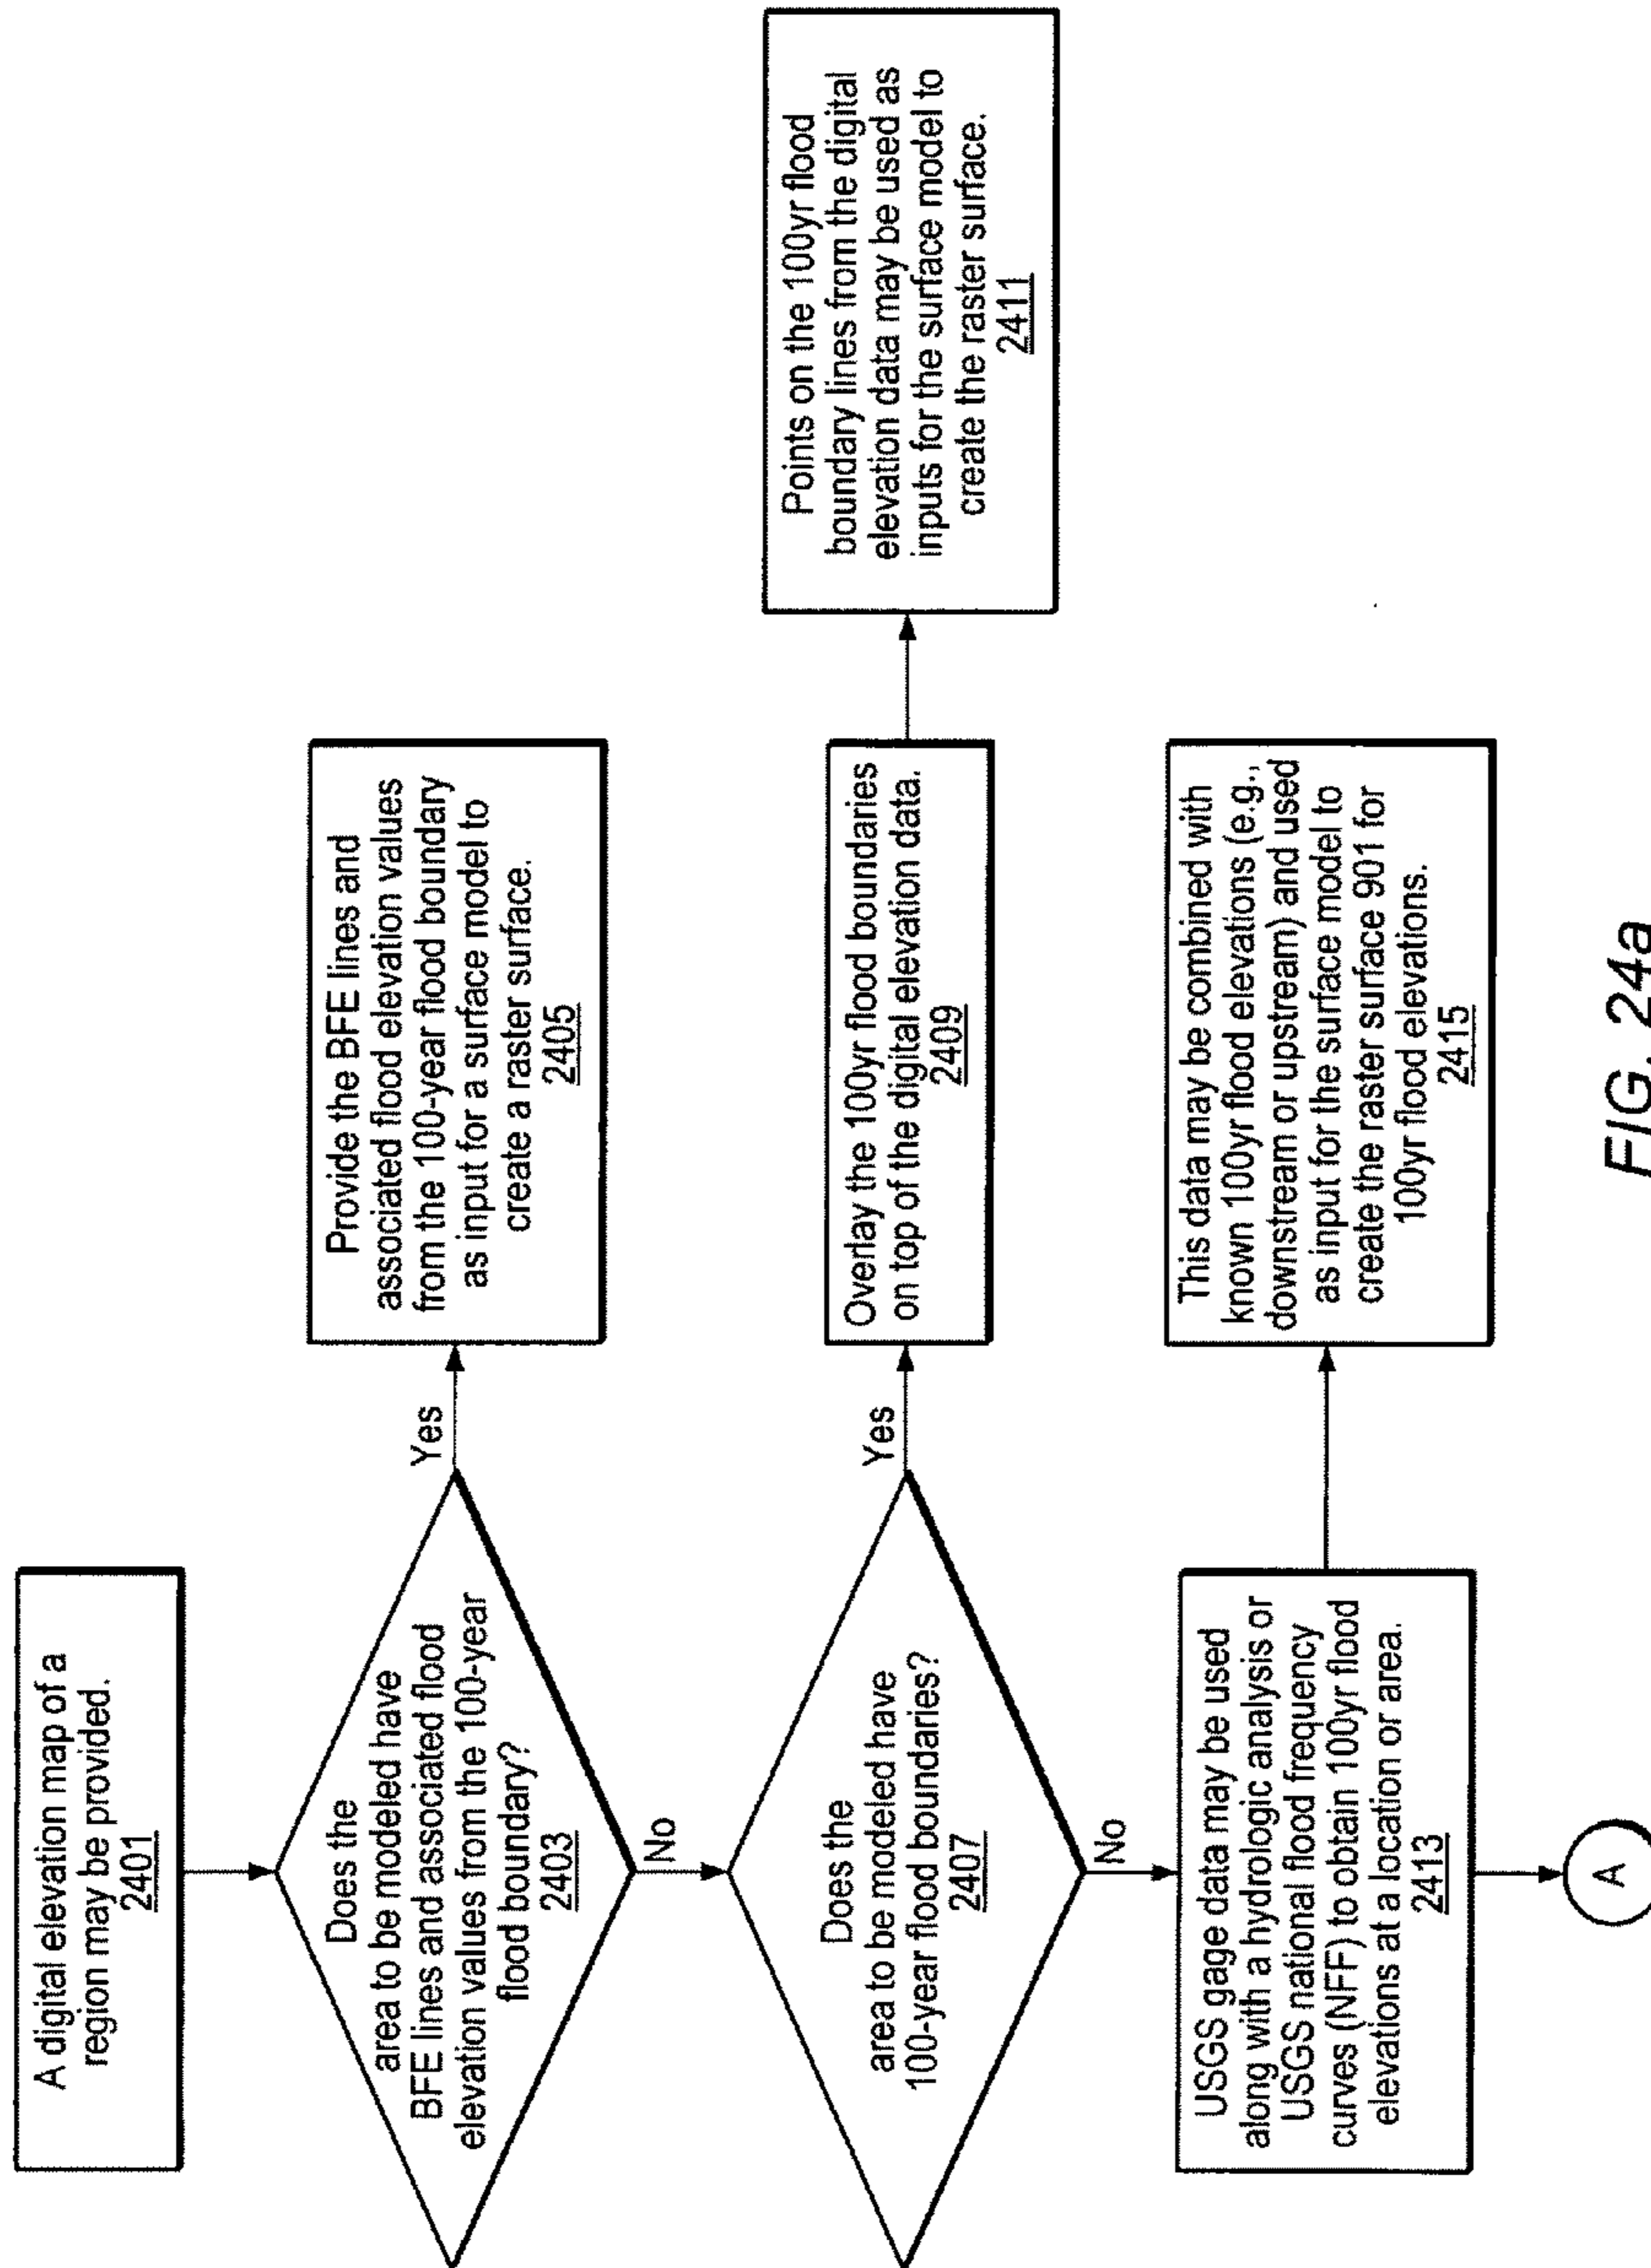 A digital elevation map of a
region may be provided.
2401
Does the
area to be modeled have
BFE lines and associated flood
elevation values from the 100-year
flood boundary?
2403
Yes
Provide the BFE lines and
associated flood elevation values
from the 100-year flood boundary
as input for a surface model to
create a raster surface.
2405
No
Does the
area to be modeled have
100-year flood boundaries?
2407
Yes
Overlay the 100yr flood boundaries
on top of the digital elevation data.
2409
Points on the 100yr flood
boundary lines from the digital
elevation data may be used as
inputs for the surface model to
create the raster surface.
2411
No
USGS gage data may be used
along with a hydrologic analysis or
USGS national flood frequency
curves (NFF) to obtain 100yr flood
elevations at a location or area.
2413
This data may be combined with
known 100yr flood elevations (e.g.,
downstream or upstream) and used
as input for the surface model to
create the raster surface 901 for
100yr flood elevations.
2415
A
FIG. 24a